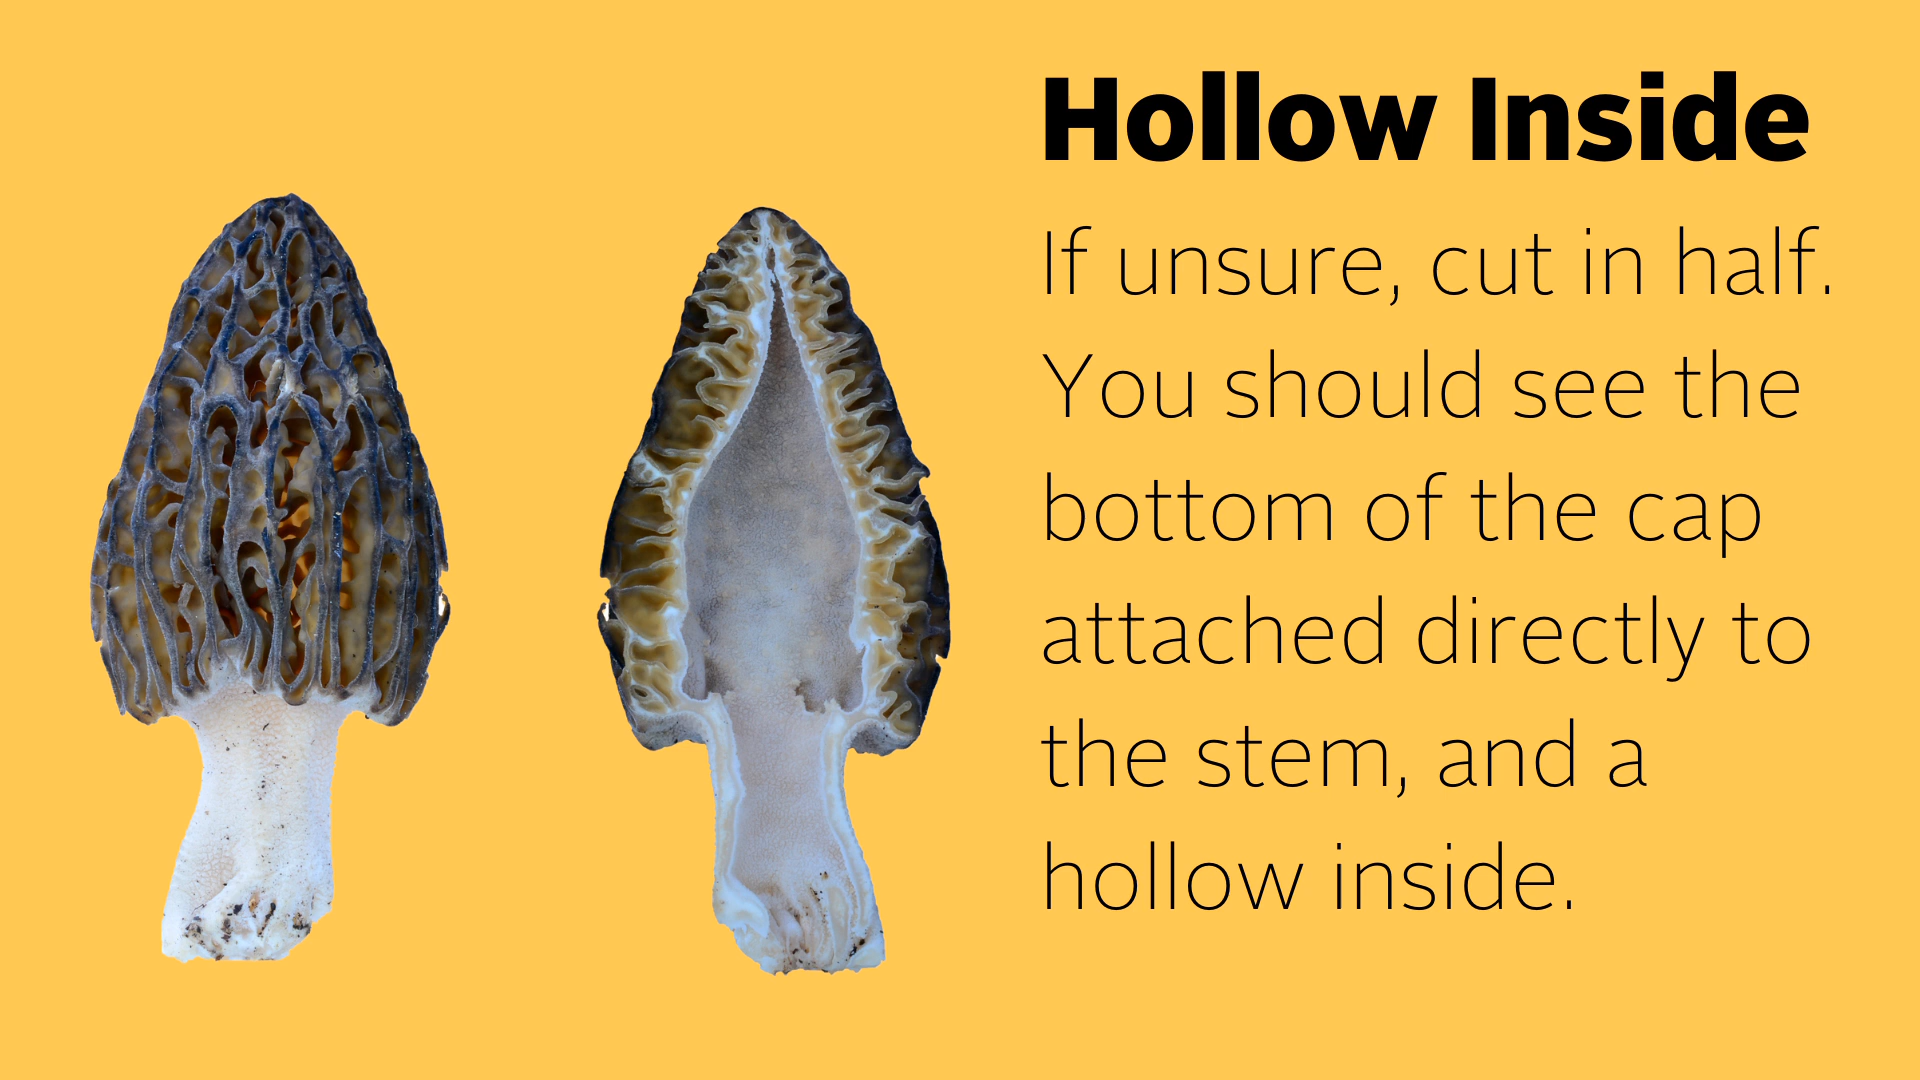 Hollow Inside
If unsure, cut in half.
You should see the
bottom of the cap
attached directly to
the stem, and a
hollow inside.